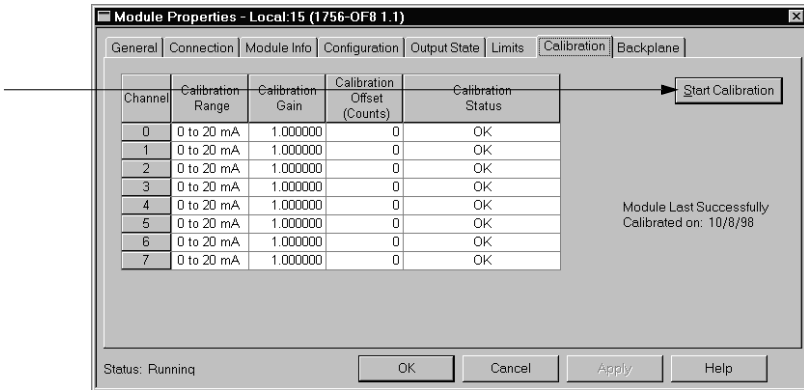 Module Properties - Local:15 (1756-OF8 1.1)
General Connection Module Info Configuration Output State Limits Calibration Backplane
Channel Calibration Range Calibration Gain Calibration Offset (Counts) Calibration Status
0 0 to 20 mA 1.000000 0 OK
1 0 to 20 mA 1.000000 0 OK
2 0 to 20 mA 1.000000 0 OK
3 0 to 20 mA 1.000000 0 OK
4 0 to 20 mA 1.000000 0 OK
5 0 to 20 mA 1.000000 0 OK
6 0 to 20 mA 1.000000 0 OK
7 0 to 20 mA 1.000000 0 OK
Start Calibration
Module Last Successfully
Calibrated on: 10/8/98
Status: Running
OK Cancel Apply Help